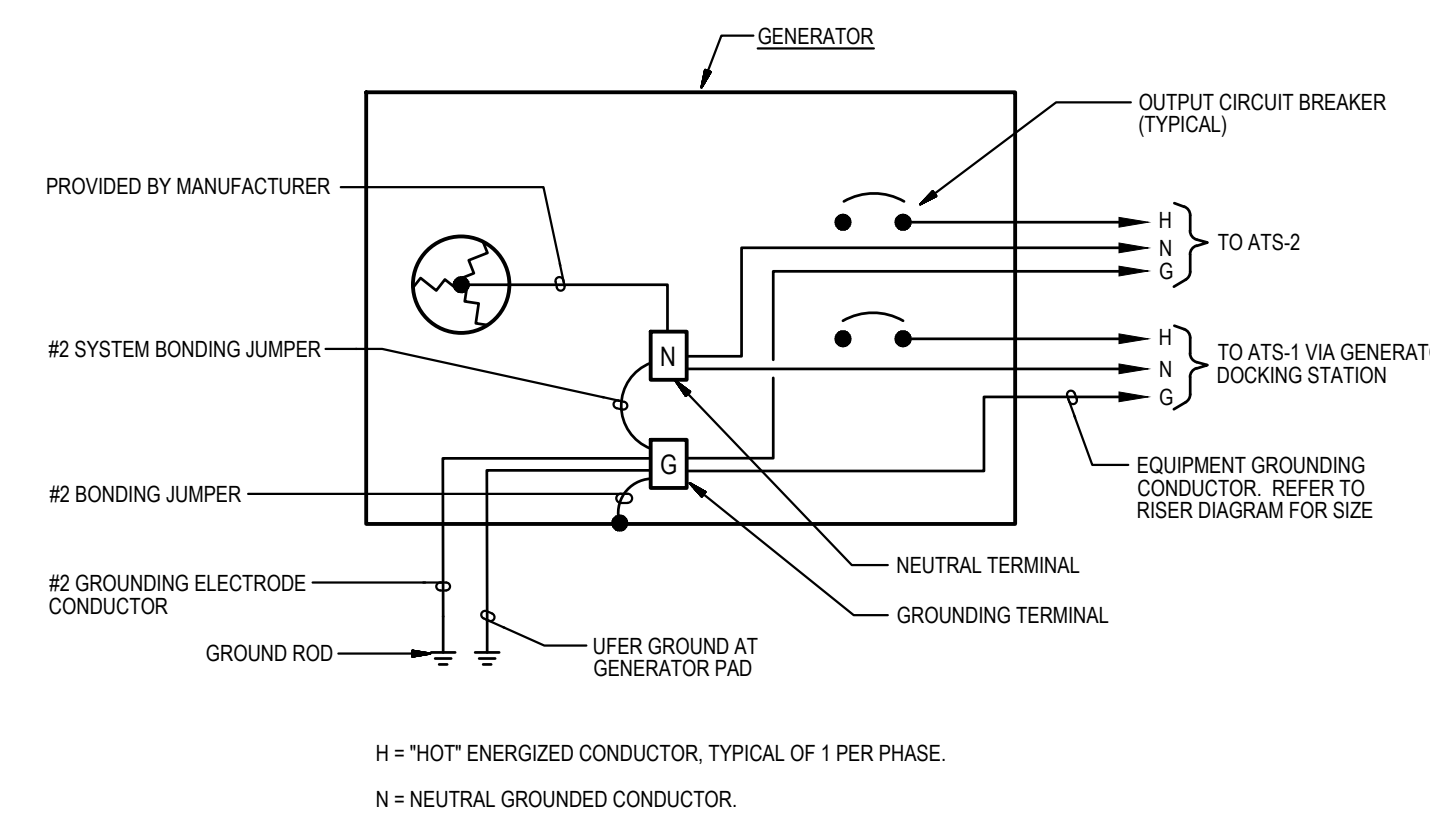 GENERATOR
OUTPUT CIRCUIT BREAKER
(TYPICAL)
PROVIDED BY MANUFACTURER
H
N
G
TO ATS-2
#2 SYSTEM BONDING JUMPER
N
H
N
G
TO ATS-1 VIA GENERATO
DOCKING STATION
G
#2 BONDING JUMPER
EQUIPMENT GROUNDING
CONDUCTOR. REFER TO
RISER DIAGRAM FOR SIZE
NEUTRAL TERMINAL
#2 GROUNDING ELECTRODE
CONDUCTOR
GROUNDING TERMINAL
GROUND ROD
UFER GROUND AT
GENERATOR PAD
H = "HOT" ENERGIZED CONDUCTOR, TYPICAL OF 1 PER PHASE.
N = NEUTRAL GROUNDED CONDUCTOR.